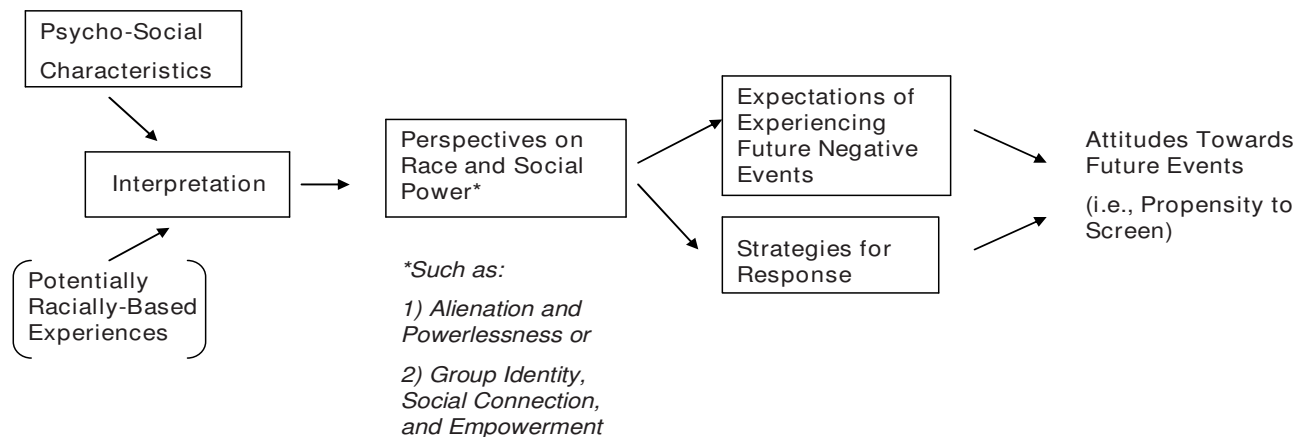 Psycho-Social
Characteristics
Interpretation
Potentially
Racially-Based
Experiences
Perspectives on
Race and Social
Power*
*Such as:
1) Alienation and
Powerlessness or
2) Group Identity,
Social Connection,
and Empowerment
Expectations of
Experiencing
Future Negative
Events
Strategies for
Response
Attitudes Towards
Future Events
(i.e., Propensity to
Screen)